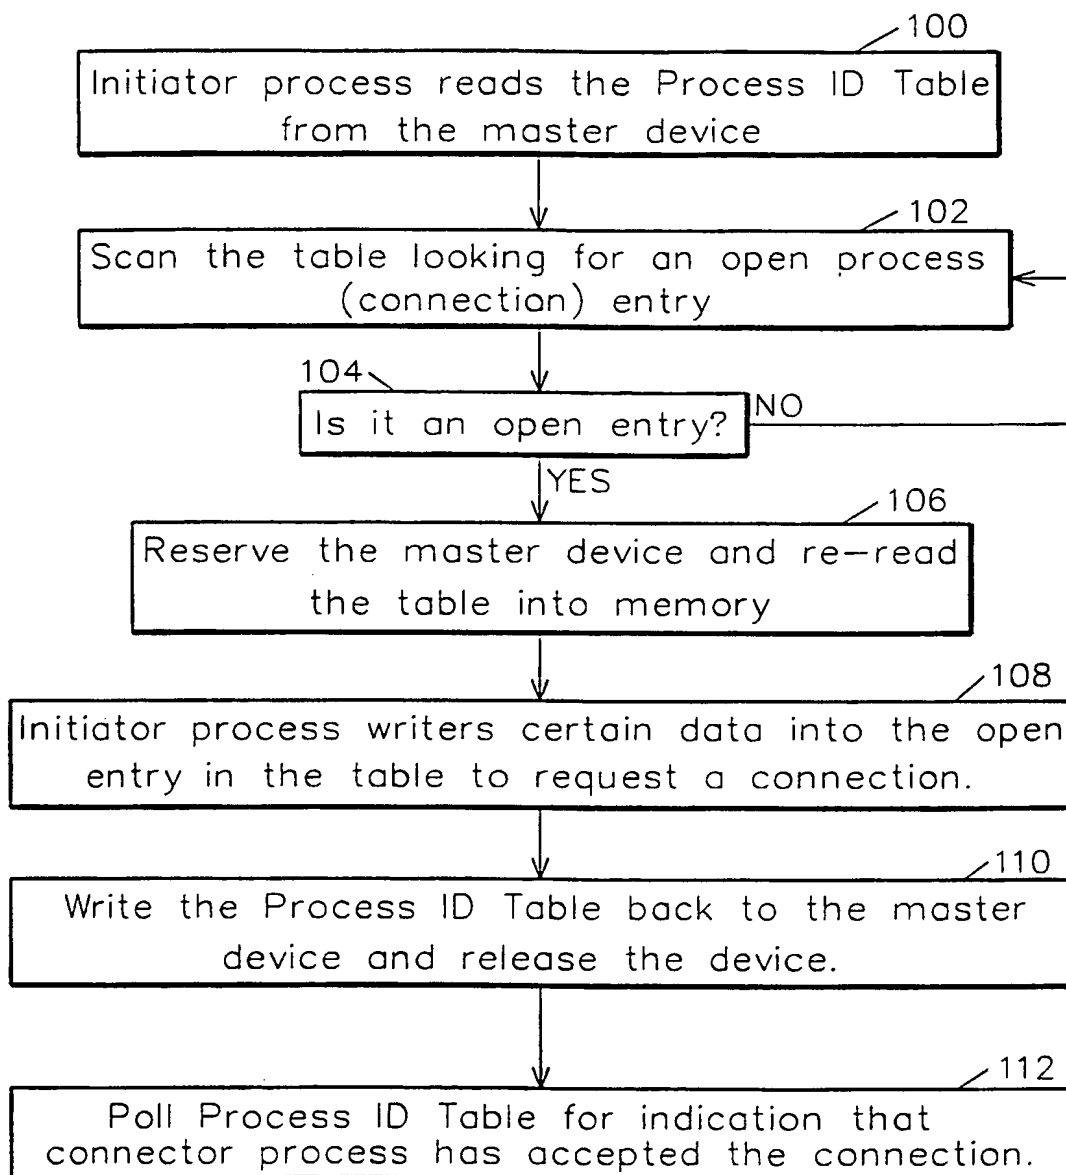 100
Initiator process reads the Process ID Table
from the master device
102
Scan the table looking for an open process
(connection) entry
104
Is it an open entry?
NO
YES
106
Reserve the master device and re-read
the table into memory
108
Initiator process writers certain data into the open
entry in the table to request a connection.
110
Write the Process ID Table back to the master
device and release the device.
112
Poll Process ID Table for indication that
connector process has accepted the connection.